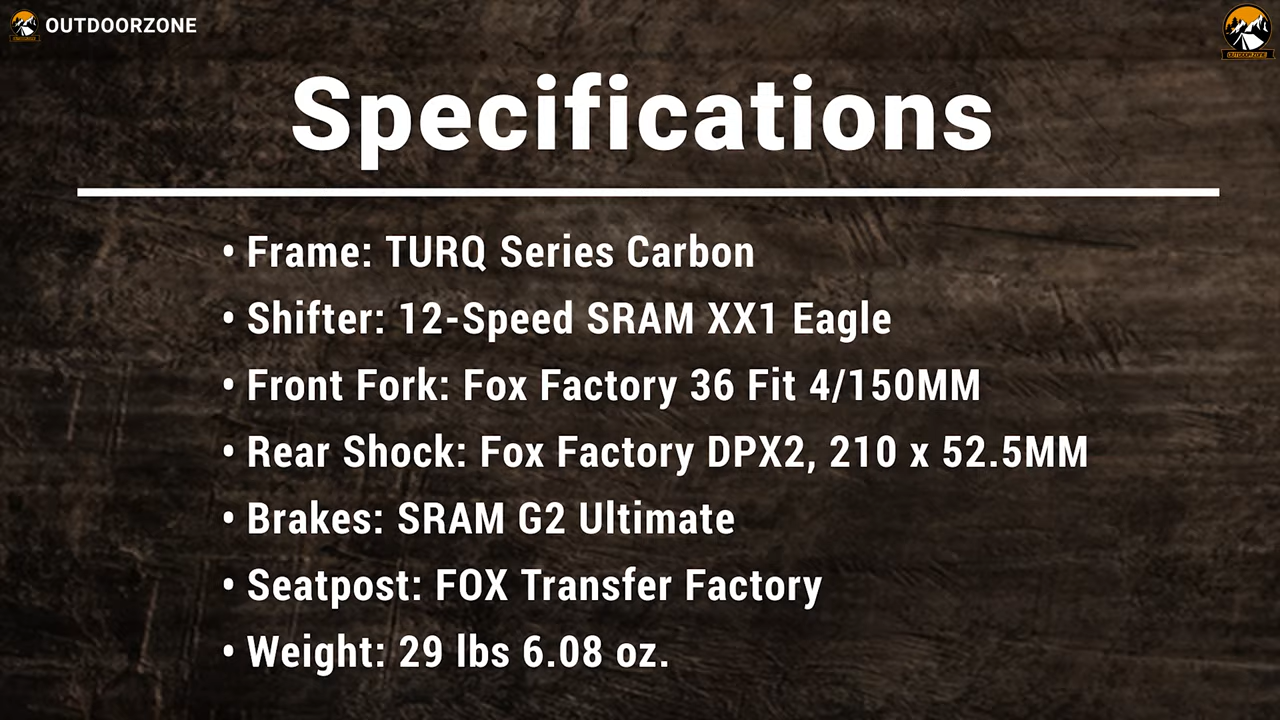 OUTDOORZONE
OUTDOORZONE
Specifications
• Frame: TURQ Series Carbon
• Shifter: 12-Speed SRAM XX1 Eagle
• Front Fork: Fox Factory 36 Fit 4/150MM
• Rear Shock: Fox Factory DPX2, 210 x 52.5MM
• Brakes: SRAM G2 Ultimate
• Seatpost: FOX Transfer Factory
• Weight: 29 lbs 6.08 oz.